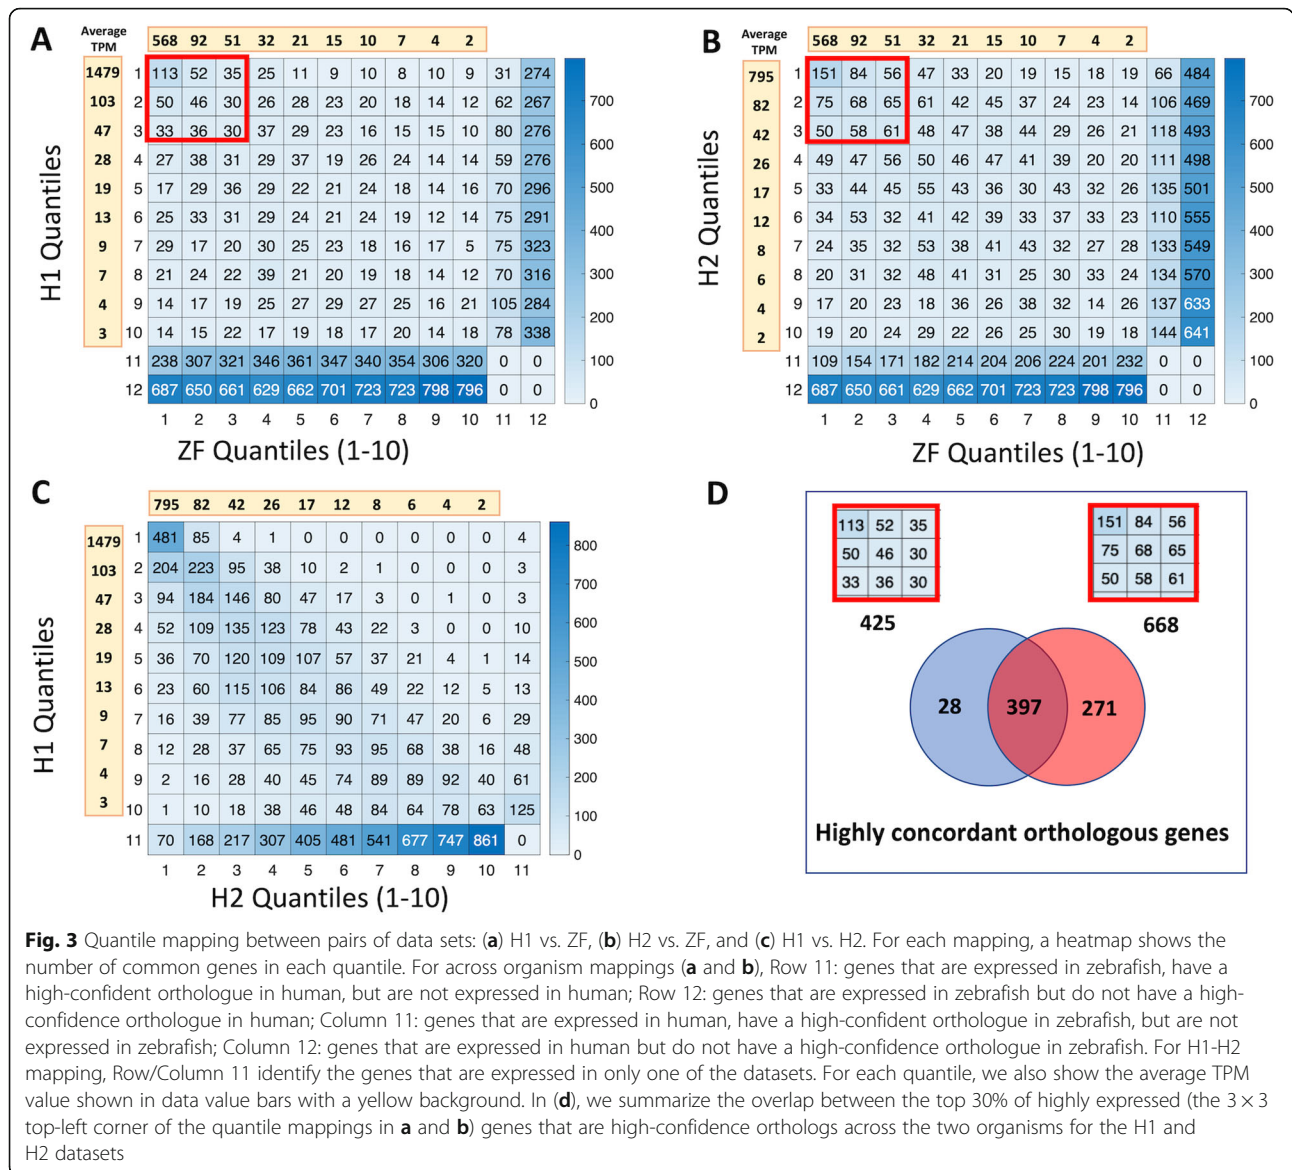 A
Average
TPM
568 92 51 32 21 15 10 7 4 2
1479 1 113 52 35 25 11 9 10 8 10 9 31 274
103 2 50 46 30 26 28 23 20 18 14 12 62 267
47 3 33 36 30 37 29 23 16 15 15 10 80 276
28 4 27 38 31 29 37 19 26 24 14 14 59 276
19 5 17 29 36 29 22 21 24 18 14 16 70 296
13 6 25 33 31 29 24 21 24 19 12 14 75 291
9 7 29 17 20 30 25 23 18 16 17 5 75 323
7 8 21 24 22 39 21 20 19 18 14 12 70 316
4 9 14 17 19 25 27 29 27 25 16 21 105 284
3 10 14 15 22 17 19 18 17 20 14 18 78 338
11 238 307 321 346 361 347 340 354 306 320 0 0
12 687 650 661 629 662 701 723 723 798 796 0 0
1 2 3 4 5 6 7 8 9 10 11 12
H1 Quantiles
ZF Quantiles (1-10)
700
600
500
400
300
200
100
0
B
Average
TPM
568 92 51 32 21 15 10 7 4 2
795 1 151 84 56 47 33 20 19 15 18 19 66 484
82 2 75 68 65 61 42 45 37 24 23 14 106 469
42 3 50 58 61 48 47 38 44 29 26 21 118 493
26 4 49 47 56 50 46 47 41 39 20 20 111 498
17 5 33 44 45 55 43 36 30 43 32 26 135 501
12 6 34 53 32 41 42 39 33 37 33 23 110 555
8 7 24 35 32 53 38 41 43 32 27 28 133 549
6 8 20 31 32 48 41 31 25 30 33 24 134 570
4 9 17 20 23 18 36 26 38 32 14 26 137 633
2 10 19 20 24 29 22 26 25 30 19 18 144 641
11 109 154 171 182 214 204 206 224 201 232 0 0
12 687 650 661 629 662 701 723 723 798 796 0 0
1 2 3 4 5 6 7 8 9 10 11 12
H2 Quantiles
ZF Quantiles (1-10)
700
600
500
400
300
200
100
0
C
795 82 42 26 17 12 8 6 4 2
1479 1 481 85 4 1 0 0 0 0 0 0 4
103 2 204 223 95 38 10 2 1 0 0 0 3
47 3 94 184 146 80 47 17 3 0 1 0 3
28 4 52 109 135 123 78 43 22 3 0 0 10
19 5 36 70 120 109 107 57 37 21 4 1 14
13 6 23 60 115 106 84 86 49 22 12 5 13
9 7 16 39 77 85 95 90 71 47 20 6 29
7 8 12 28 37 65 75 93 95 68 38 16 48
4 9 2 16 28 40 45 74 89 89 92 40 61
3 10 1 10 18 38 46 48 84 64 78 63 125
11 70 168 217 307 405 481 541 677 747 861 0
1 2 3 4 5 6 7 8 9 10 11
H1 Quantiles
H2 Quantiles (1-10)
800
700
600
500
400
300
200
100
0
D
113 52 35
50 46 30
33 36 30
425
151 84 56
75 68 65
50 58 61
668
28 397 271
Highly concordant orthologous genes
Fig. 3 Quantile mapping between pairs of data sets: (a) H1 vs. ZF, (b) H2 vs. ZF, and (c) H1 vs. H2. For each mapping, a heatmap shows the
number of common genes in each quantile. For across organism mappings (a and b), Row 11: genes that are expressed in zebrafish, have a
high-confident orthologue in human, but are not expressed in human; Row 12: genes that are expressed in zebrafish but do not have a high-
confidence orthologue in human; Column 11: genes that are expressed in human, have a high-confident orthologue in zebrafish, but are not
expressed in zebrafish; Column 12: genes that are expressed in human but do not have a high-confidence orthologue in zebrafish. For H1-H2
mapping, Row/Column 11 identify the genes that are expressed in only one of the datasets. For each quantile, we also show the average TPM
value shown in data value bars with a yellow background. In (d), we summarize the overlap between the top 30% of highly expressed (the 3 × 3
top-left corner of the quantile mappings in a and b) genes that are high-confidence orthologs across the two organisms for the H1 and
H2 datasets